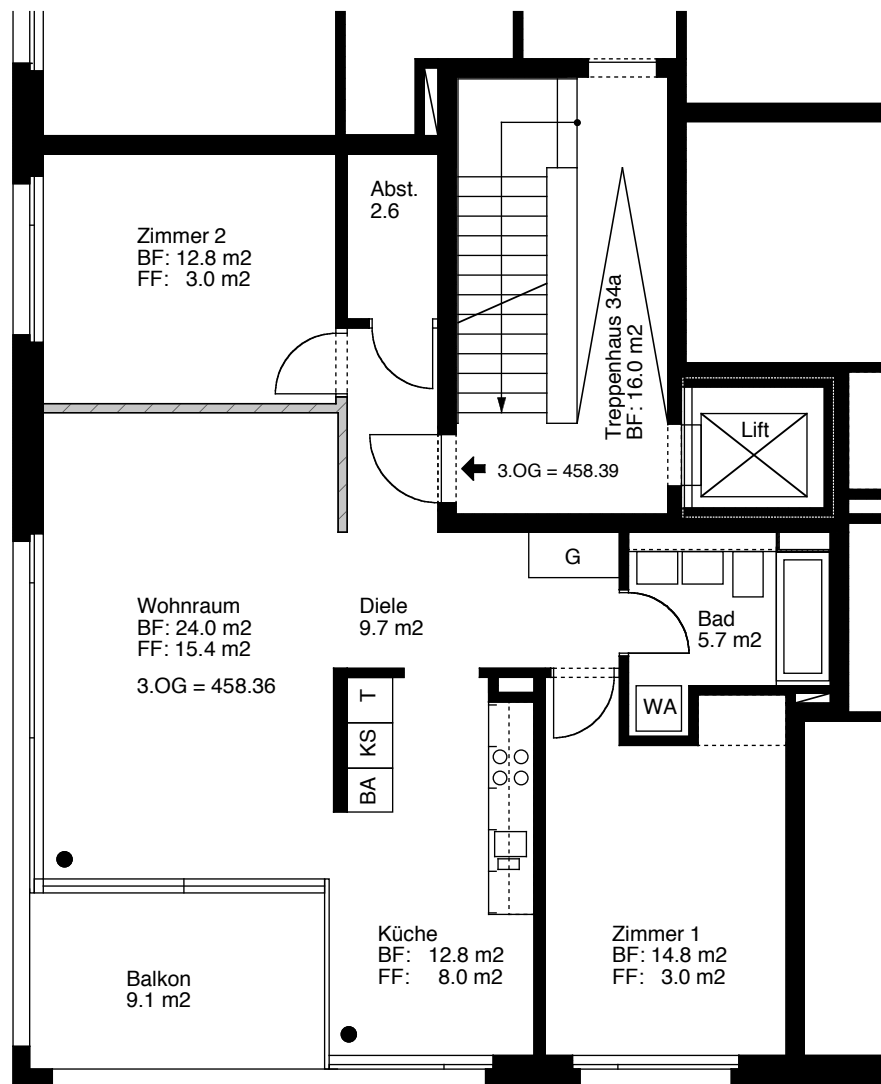 Abst.
2.6
Zimmer 2
BF: 12.8 m2
FF: 3.0 m2
Treppenhaus 34a
BF: 16.0 m2
Lift
3.OG = 458.39
G
Wohnraum
BF: 24.0 m2
FF: 15.4 m2
3.OG = 458.36
Diele
9.7 m2
Bad
5.7 m2
T
KS
BA
WA
Küche
BF: 12.8 m2
FF: 8.0 m2
Zimmer 1
BF: 14.8 m2
FF: 3.0 m2
Balkon
9.1 m2